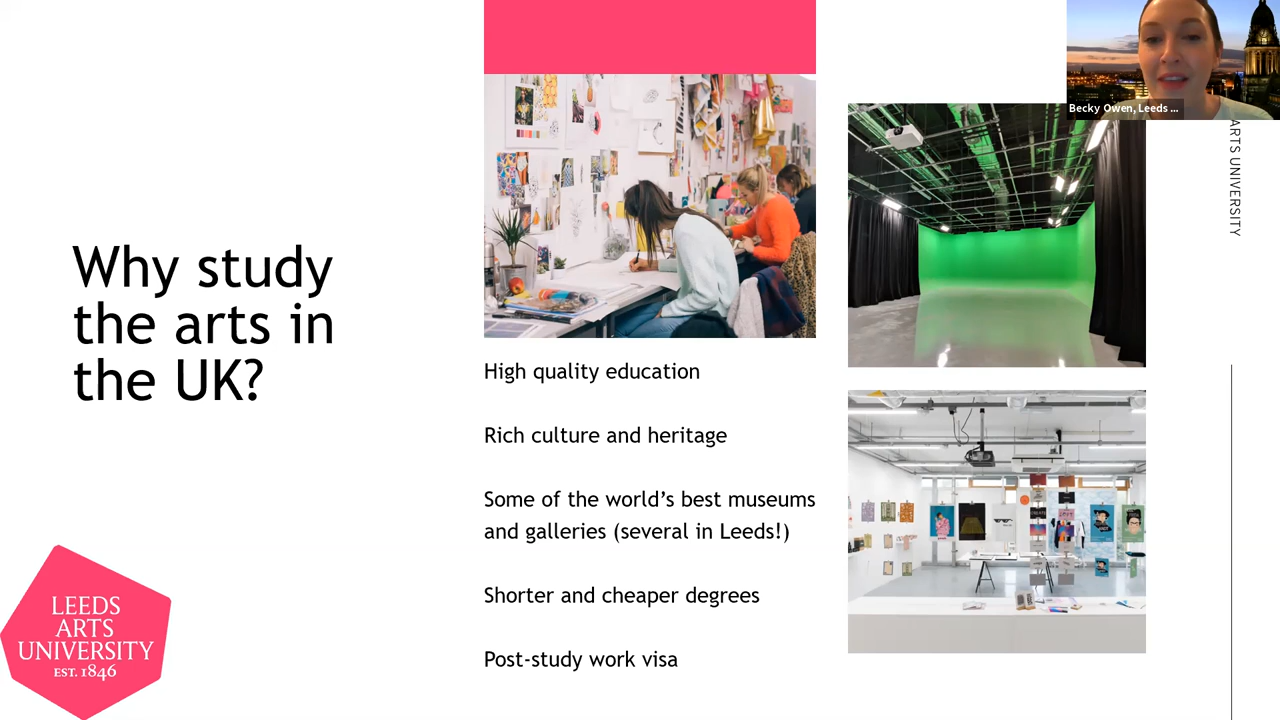 Why study
the arts in
the UK?
High quality education
Rich culture and heritage
Some of the world's best museums
and galleries (several in Leeds!)
Shorter and cheaper degrees
Post-study work visa
Becky Owen, Leeds ...
ARTS UNIVERSITY
LEEDS
ARTS
UNIVERSITY
EST. 1846